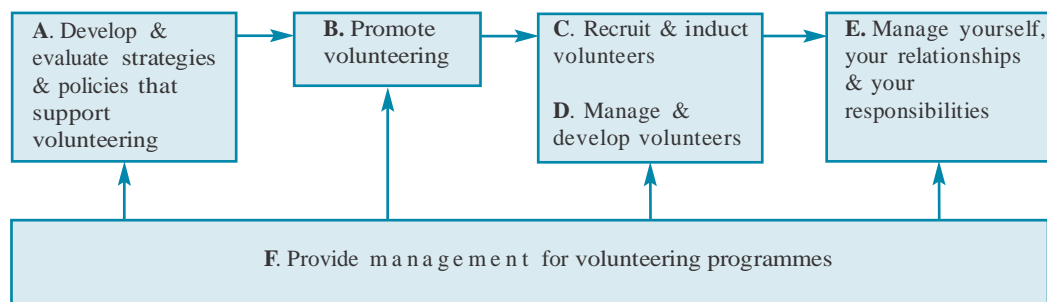 A. Develop &
evaluate strategies
& policies that
support
volunteering
B. Promote
volunteering
C. Recruit & induct
volunteers
D. Manage &
develop volunteers
E. Manage yourself,
your relationships
& your
responsibilities
F. Provide management for volunteering programmes